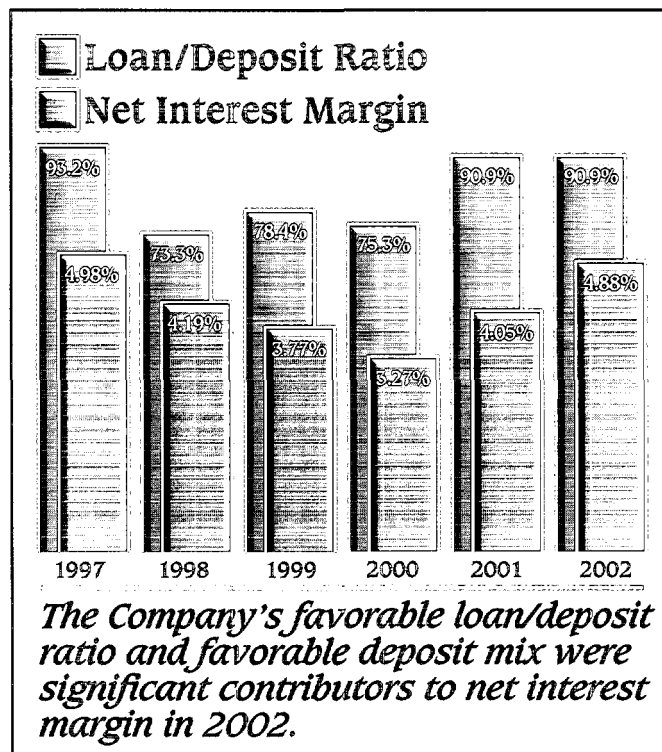 Loan/Deposit Ratio
Net Interest Margin
93.2% 73.3% 78.4% 75.3% 90.9% 90.9%
4.98% 4.19% 3.77% 3.27% 4.05% 4.88%
1997 1998 1999 2000 2001 2002
The Company's favorable loan/deposit
ratio and favorable deposit mix were
significant contributors to net interest
margin in 2002.